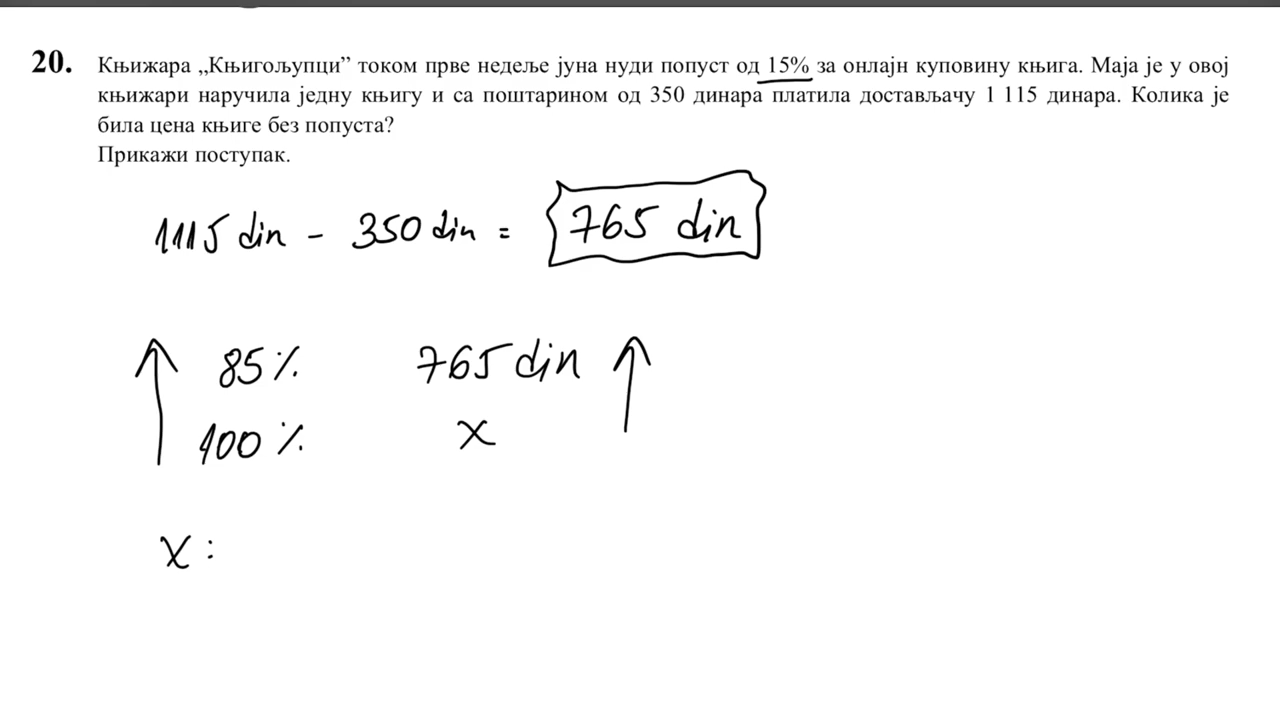 20. Књижара „Књигољупци” током прве недеље јуна нуди попуст од 15% за онлајн куповину књига. Маја је у овој
књижари наручила једну књигу и са поштарином од 350 динара платила достављачу 1 115 динара. Колика је
била цена књиге без попуста?
Прикажи поступак.
1115 din - 350 din = 765 din
85% 765 din
100% x
x :